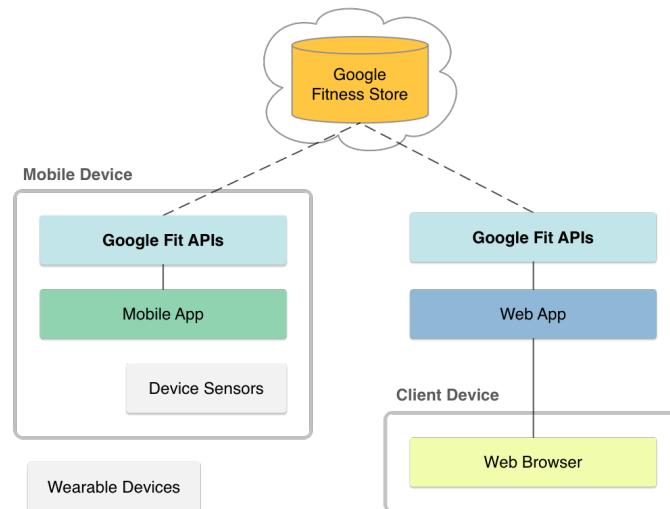 Google
Fitness Store
Mobile Device
Google Fit APIs
Google Fit APIs
Mobile App
Web App
Device Sensors
Client Device
Web Browser
Wearable Devices